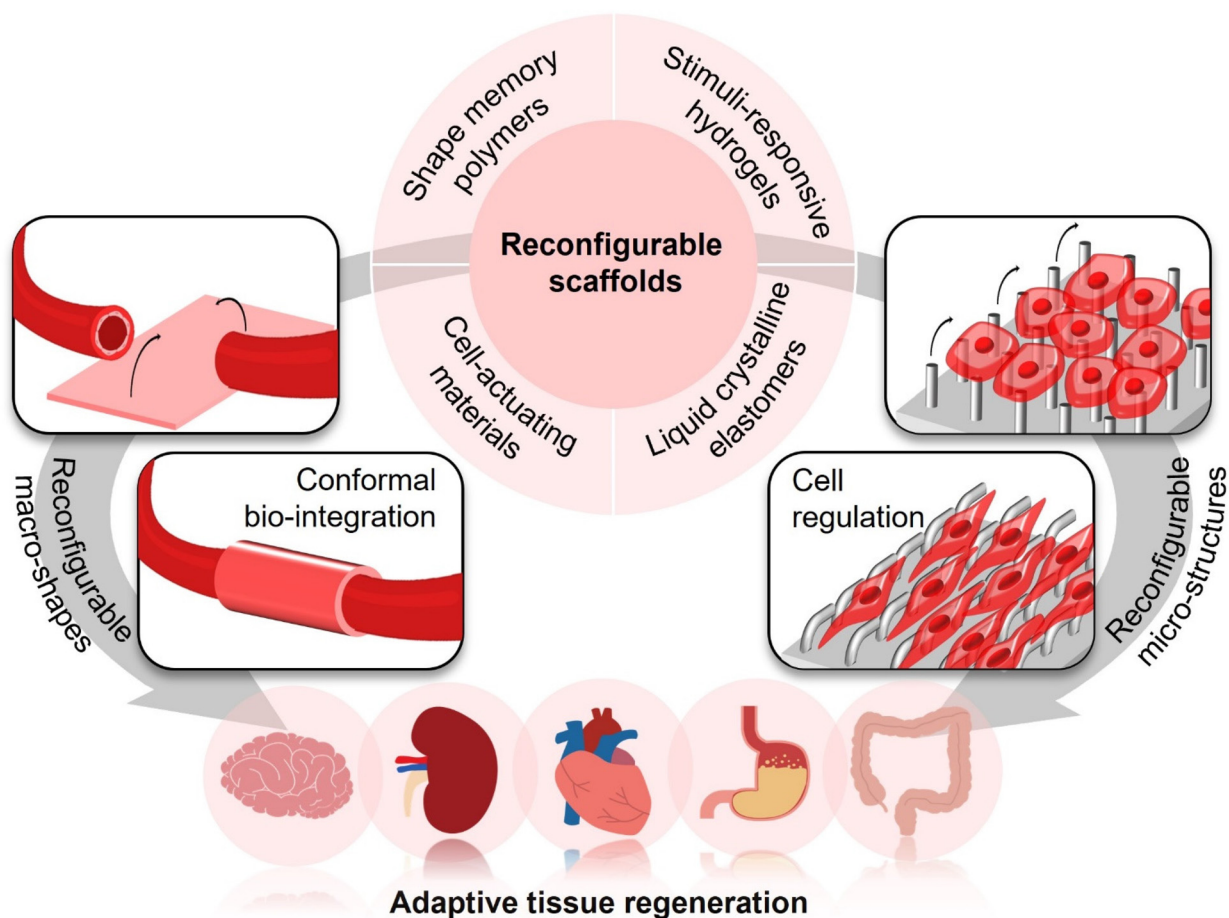 Shape memory
polymers
Stimuli-responsive
hydrogels
Reconfigurable
scaffolds
Cell-actuating
materials
Liquid crystalline
elastomers
Reconfigurable
macro-shapes
Conformal
bio-integration
Cell
regulation
Reconfigurable
micro-structures
Adaptive tissue regeneration